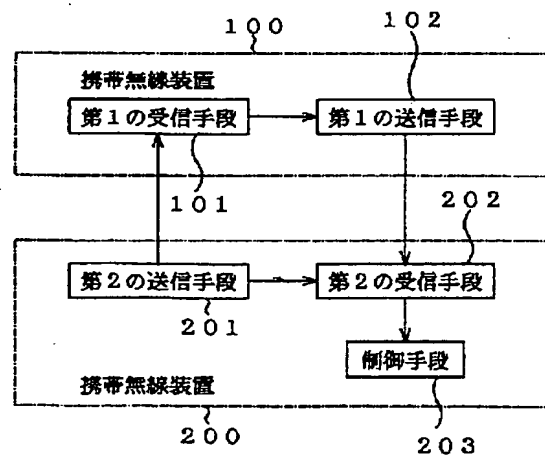 １００
１０２
携帯無線装置
第１の受信手段
第１の送信手段
１０１
２０２
第２の送信手段
第２の受信手段
２０１
制御手段
携帯無線装置
２００
２０３